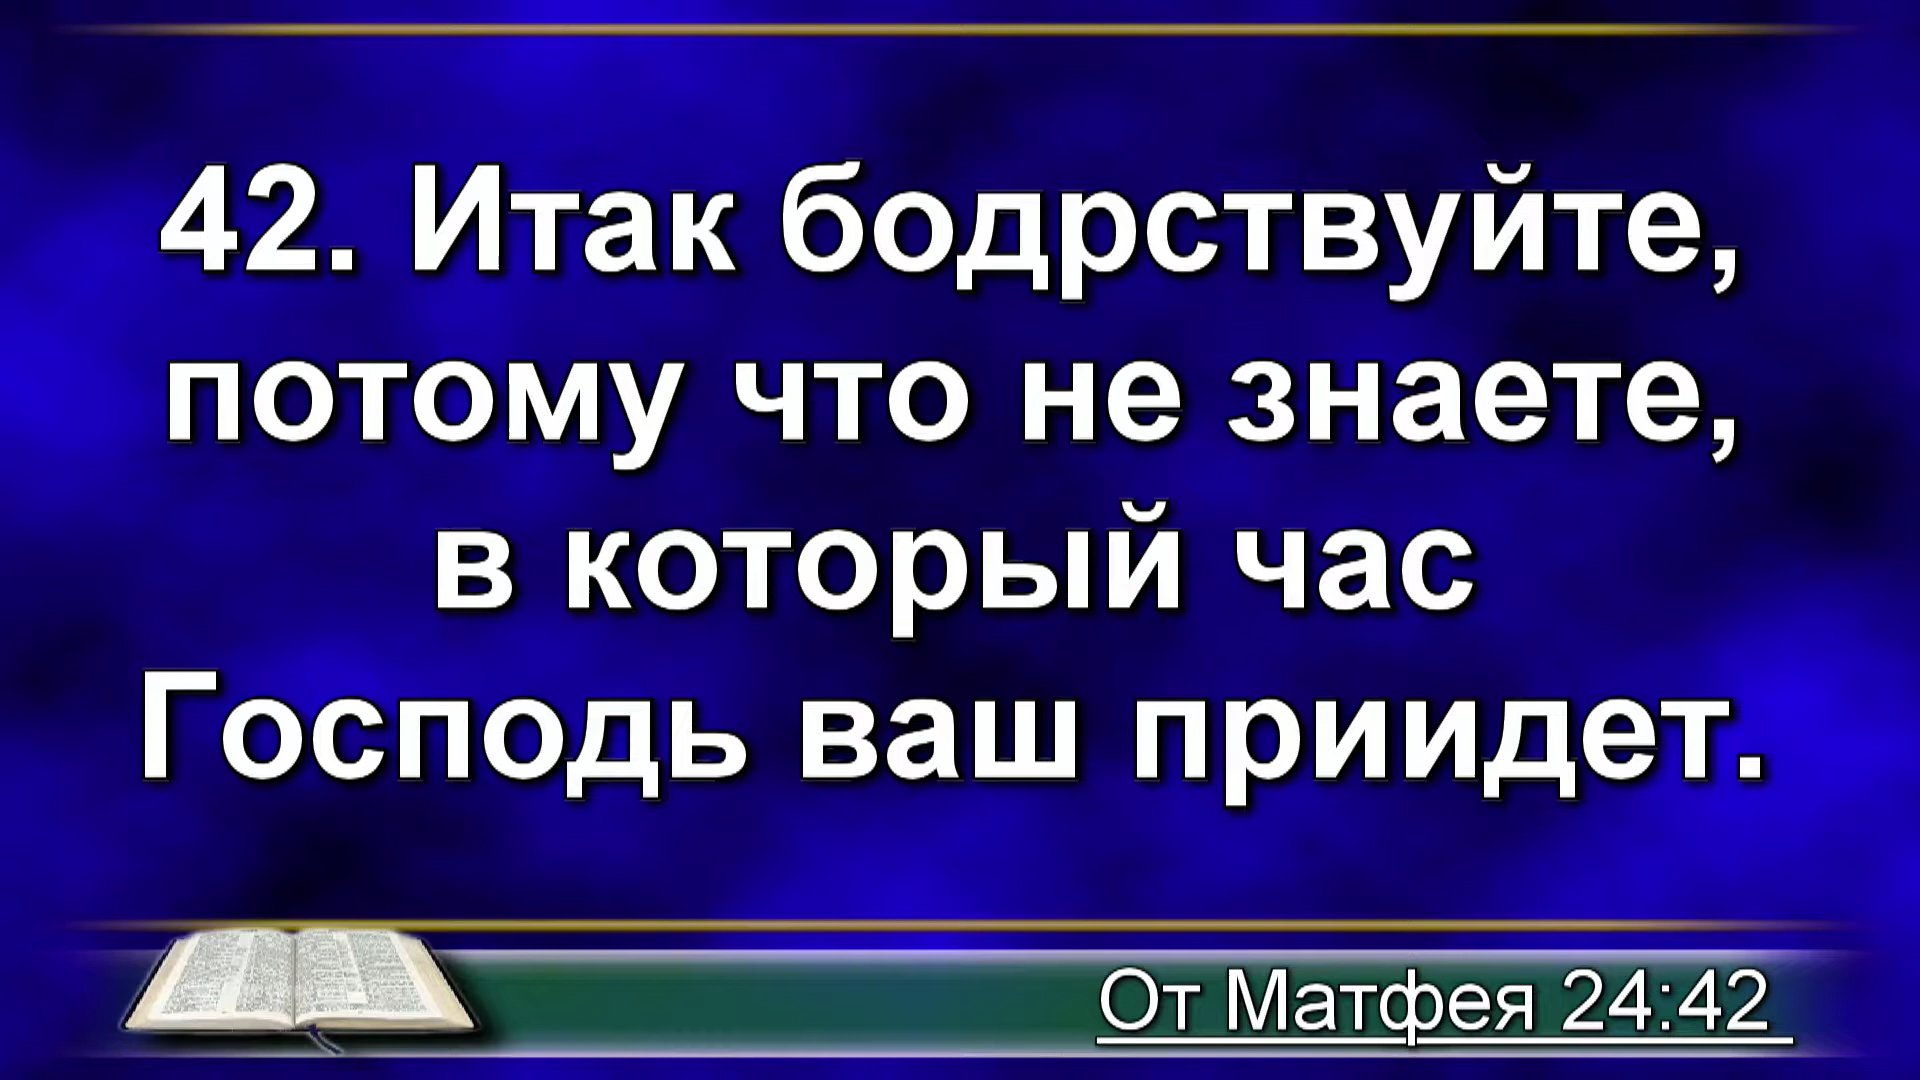 42. Итак бодрствуйте,
потому что не знаете,
в который час
Господь ваш приидет.
От Матфея 24:42